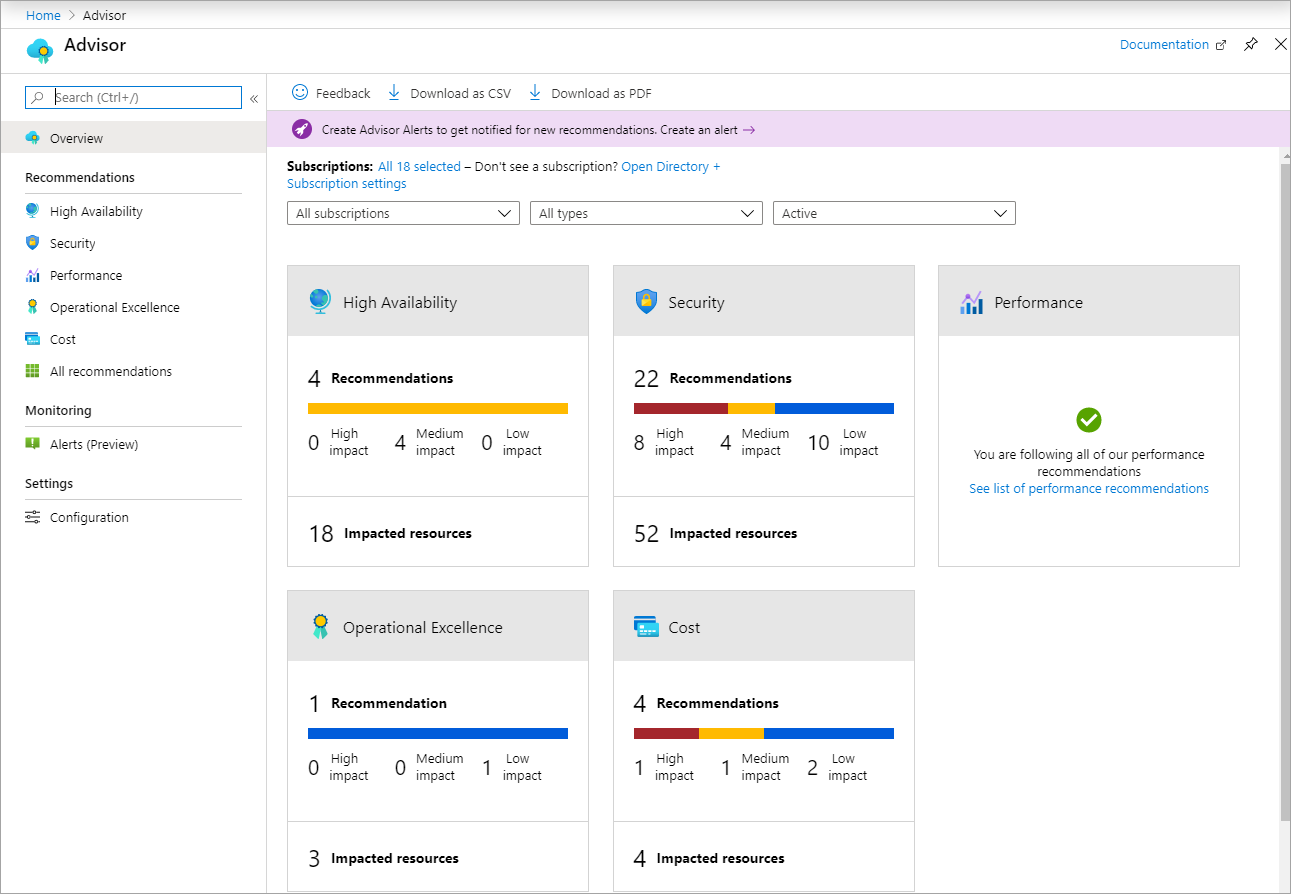 Home > Advisor
Advisor
Documentation
Search (Ctrl+/)
«
Overview
Recommendations
High Availability
Security
Performance
Operational Excellence
Cost
All recommendations
Monitoring
Alerts (Preview)
Settings
Configuration
Feedback
Download as CSV
Download as PDF
Create Advisor Alerts to get notified for new recommendations. Create an alert →
Subscriptions: All 18 selected – Don't see a subscription? Open Directory +
Subscription settings
All subscriptions
All types
Active
High Availability
4 Recommendations
0 High impact
4 Medium impact
0 Low impact
18 Impacted resources
Security
22 Recommendations
8 High impact
4 Medium impact
10 Low impact
52 Impacted resources
Performance
You are following all of our performance
recommendations
See list of performance recommendations
Operational Excellence
1 Recommendation
0 High impact
0 Medium impact
1 Low impact
3 Impacted resources
Cost
4 Recommendations
1 High impact
1 Medium impact
2 Low impact
4 Impacted resources